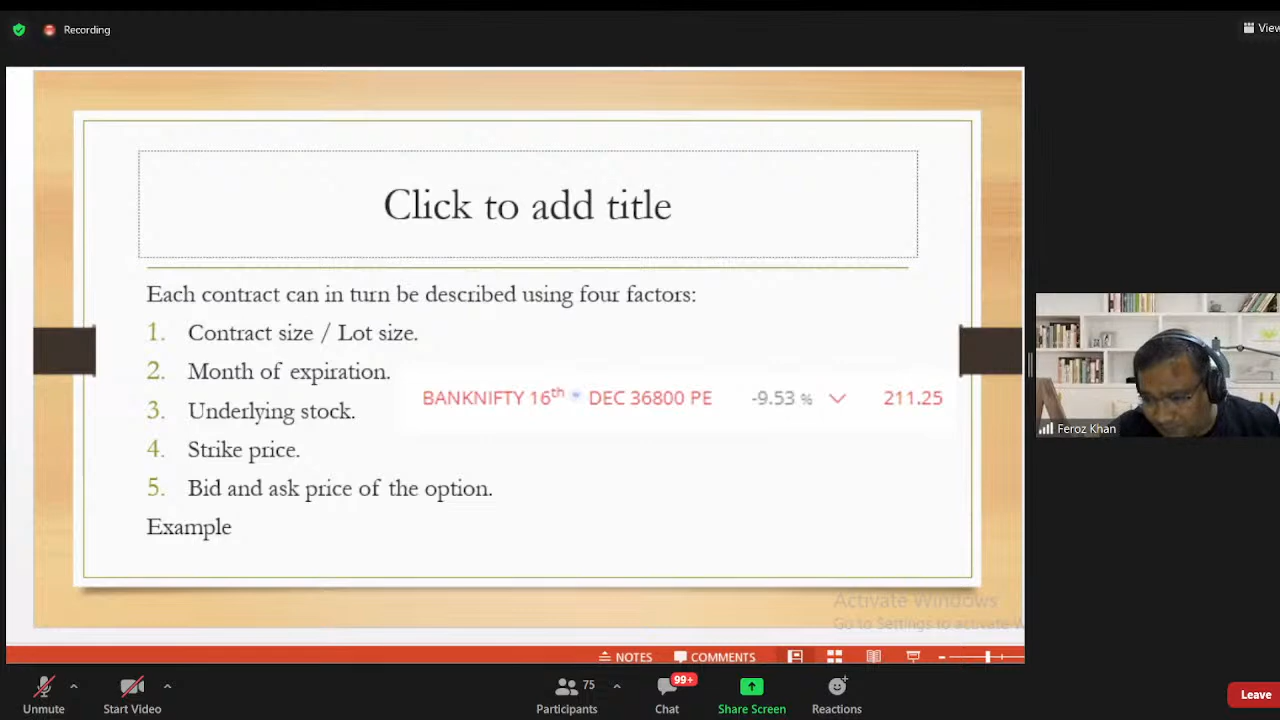 Recording
View
Click to add title
Each contract can in turn be described using four factors:
1. Contract size / Lot size.
2. Month of expiration.
BANKNIFTY 16th DEC 36800 PE -9.53 % 211.25
3. Underlying stock.
4. Strike price.
5. Bid and ask price of the option.
Example
Feroz Khan
Activate Windows
Go to Settings to activate W
NOTES COMMENTS
75
99+
Unmute Start Video Participants Chat Share Screen Reactions Leave